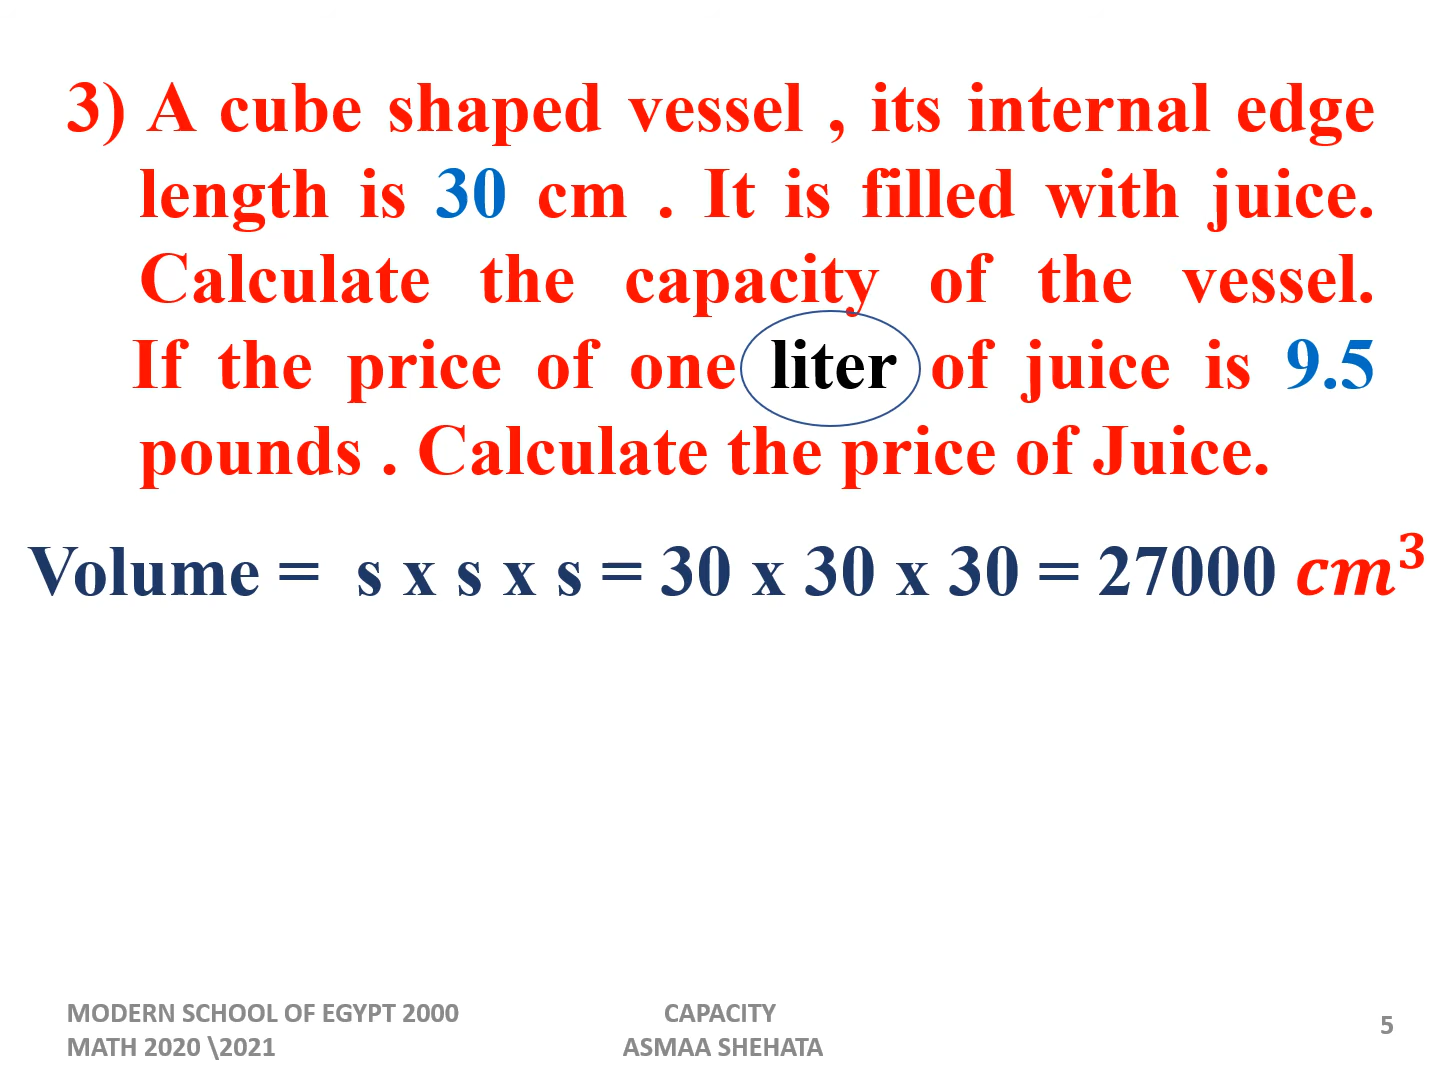 3) A cube shaped vessel , its internal edge
length is 30 cm . It is filled with juice.
Calculate the capacity of the vessel.
If the price of one liter of juice is 9.5
pounds . Calculate the price of Juice.
Volume = s x s x s = 30 x 30 x 30 = 27000 cm³
MODERN SCHOOL OF EGYPT 2000
MATH 2020 \2021
CAPACITY
ASMAA SHEHATA
5